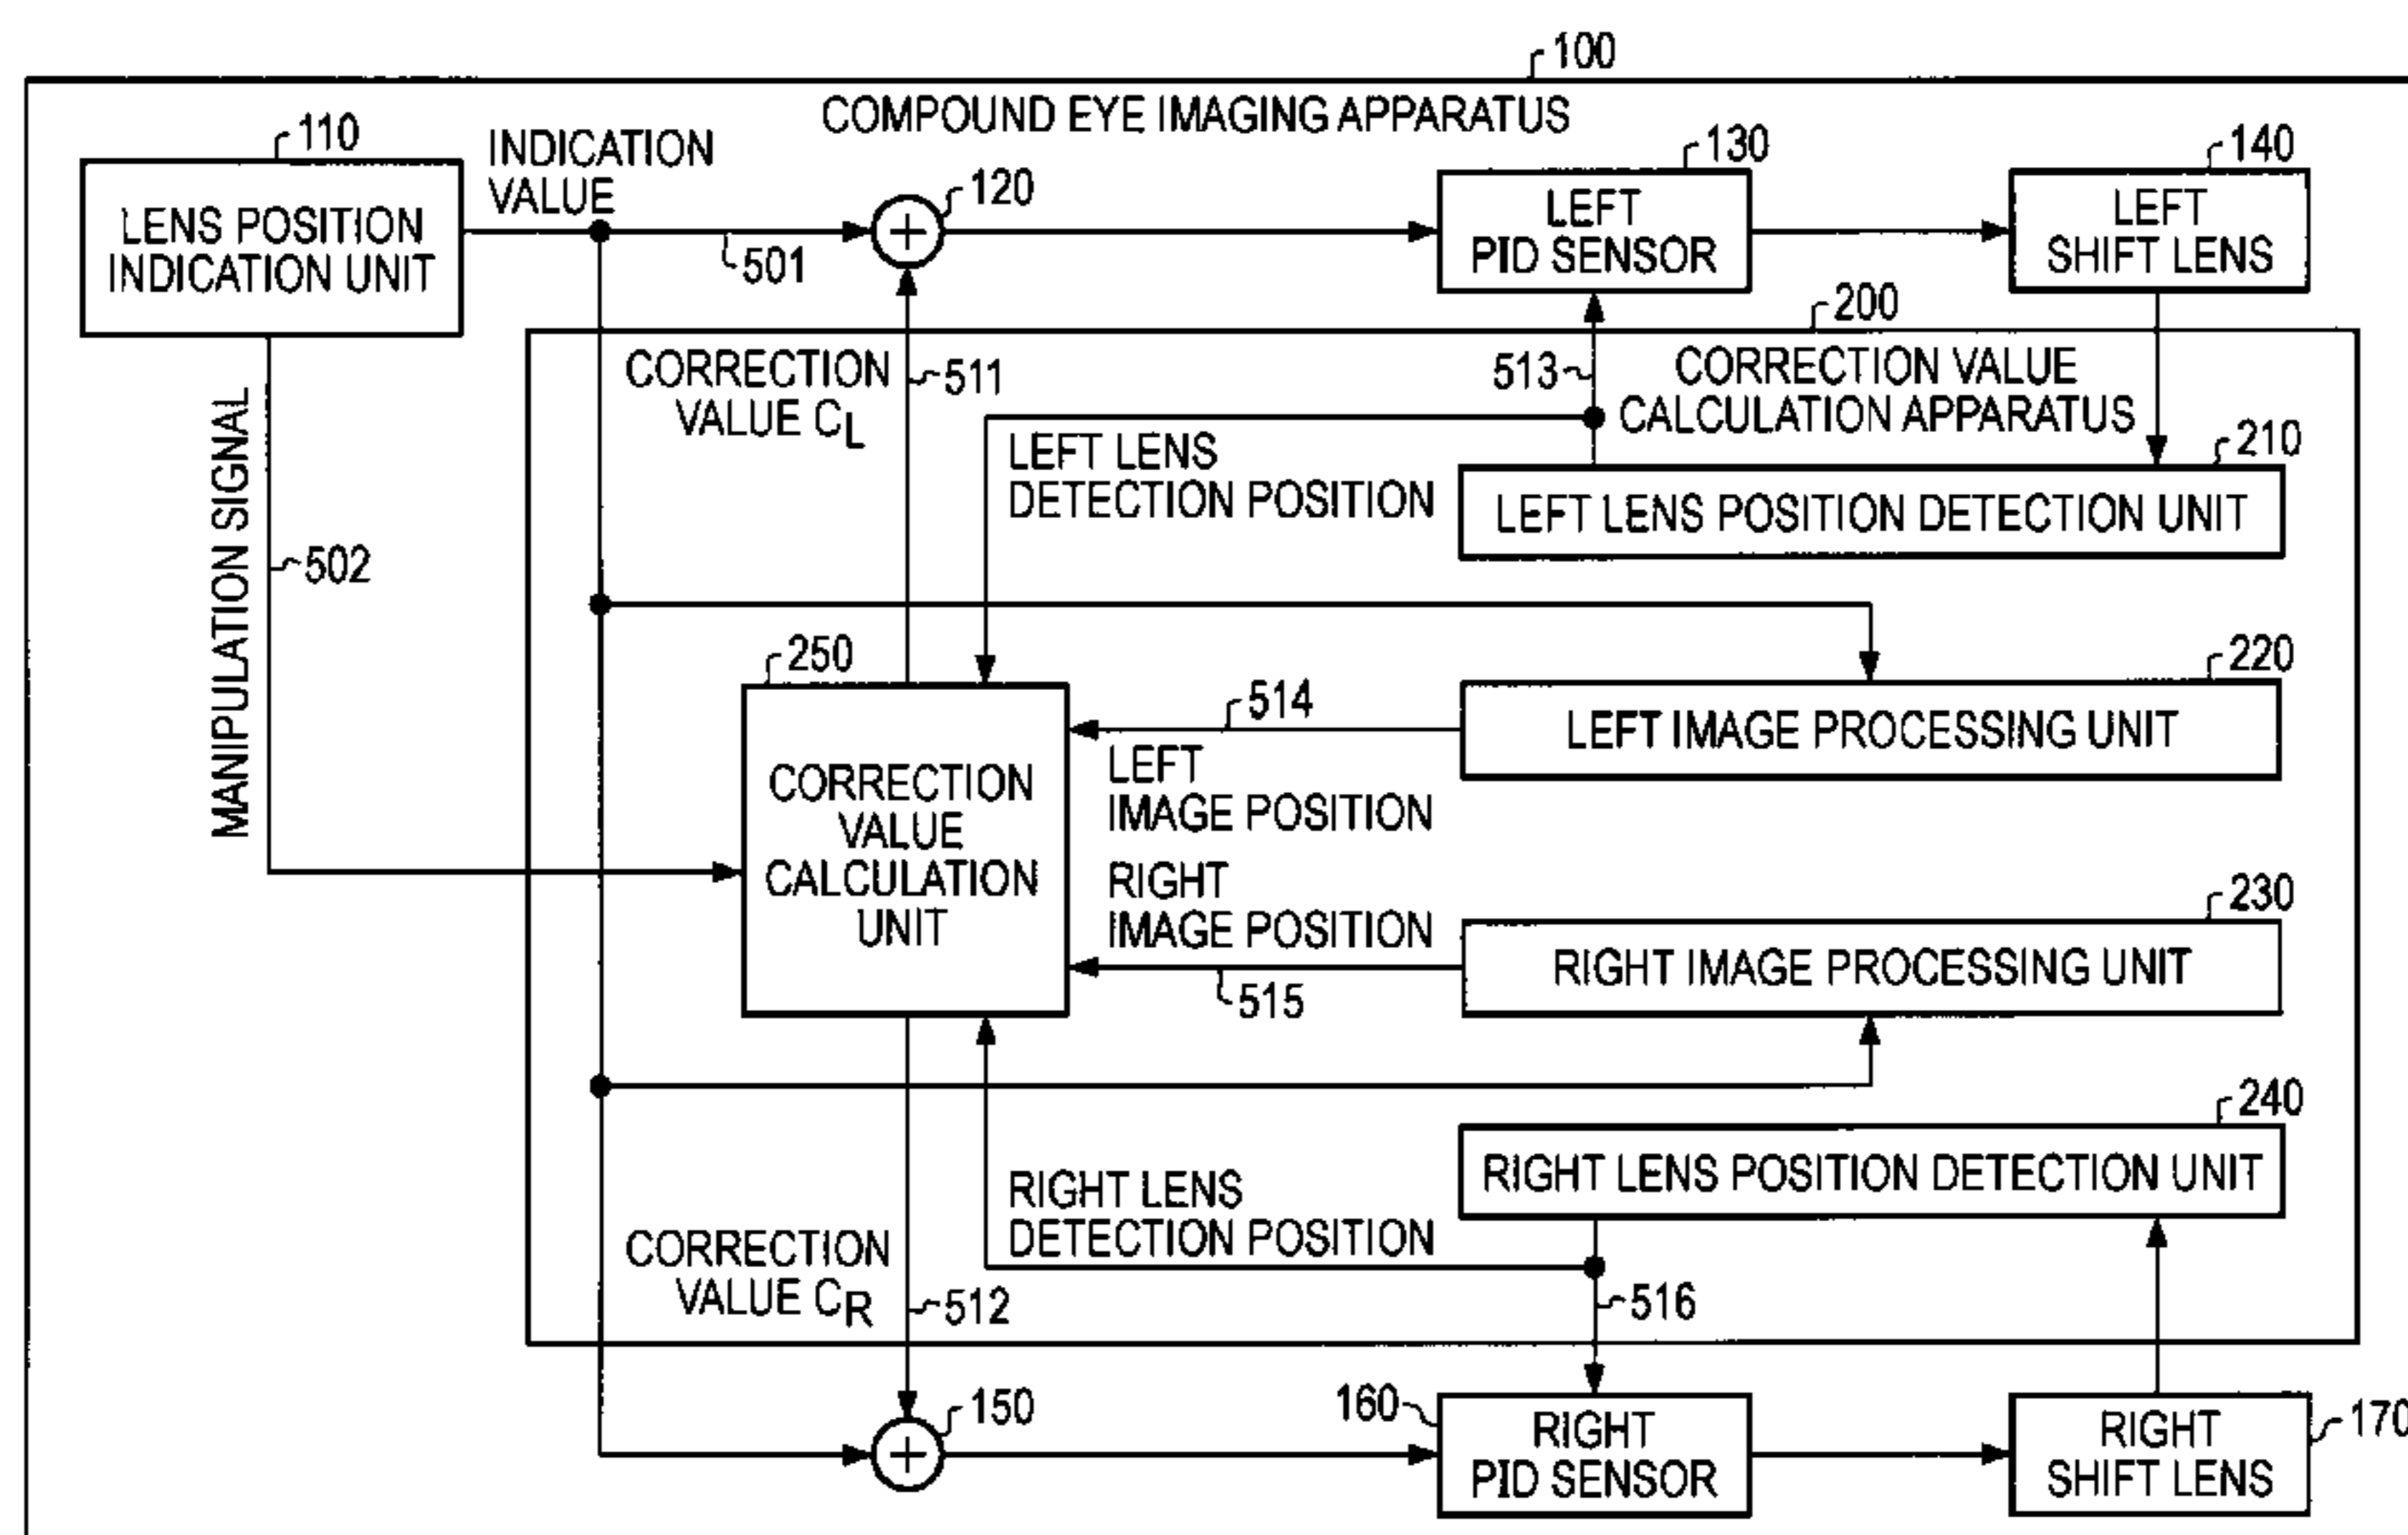 100
COMPOUND EYE IMAGING APPARATUS
110
LENS POSITION
INDICATION UNIT
INDICATION
VALUE
501
120
130
LEFT
PID SENSOR
140
LEFT
SHIFT LENS
200
CORRECTION VALUE
CALCULATION APPARATUS
MANIPULATION SIGNAL
502
CORRECTION
VALUE CL
511
513
LEFT LENS
DETECTION POSITION
210
LEFT LENS POSITION DETECTION UNIT
250
CORRECTION
VALUE
CALCULATION
UNIT
514
LEFT
IMAGE POSITION
220
LEFT IMAGE PROCESSING UNIT
RIGHT
IMAGE POSITION
515
230
RIGHT IMAGE PROCESSING UNIT
240
RIGHT LENS POSITION DETECTION UNIT
RIGHT LENS
DETECTION POSITION
CORRECTION
VALUE CR
512
516
150
160
RIGHT
PID SENSOR
RIGHT
SHIFT LENS
170